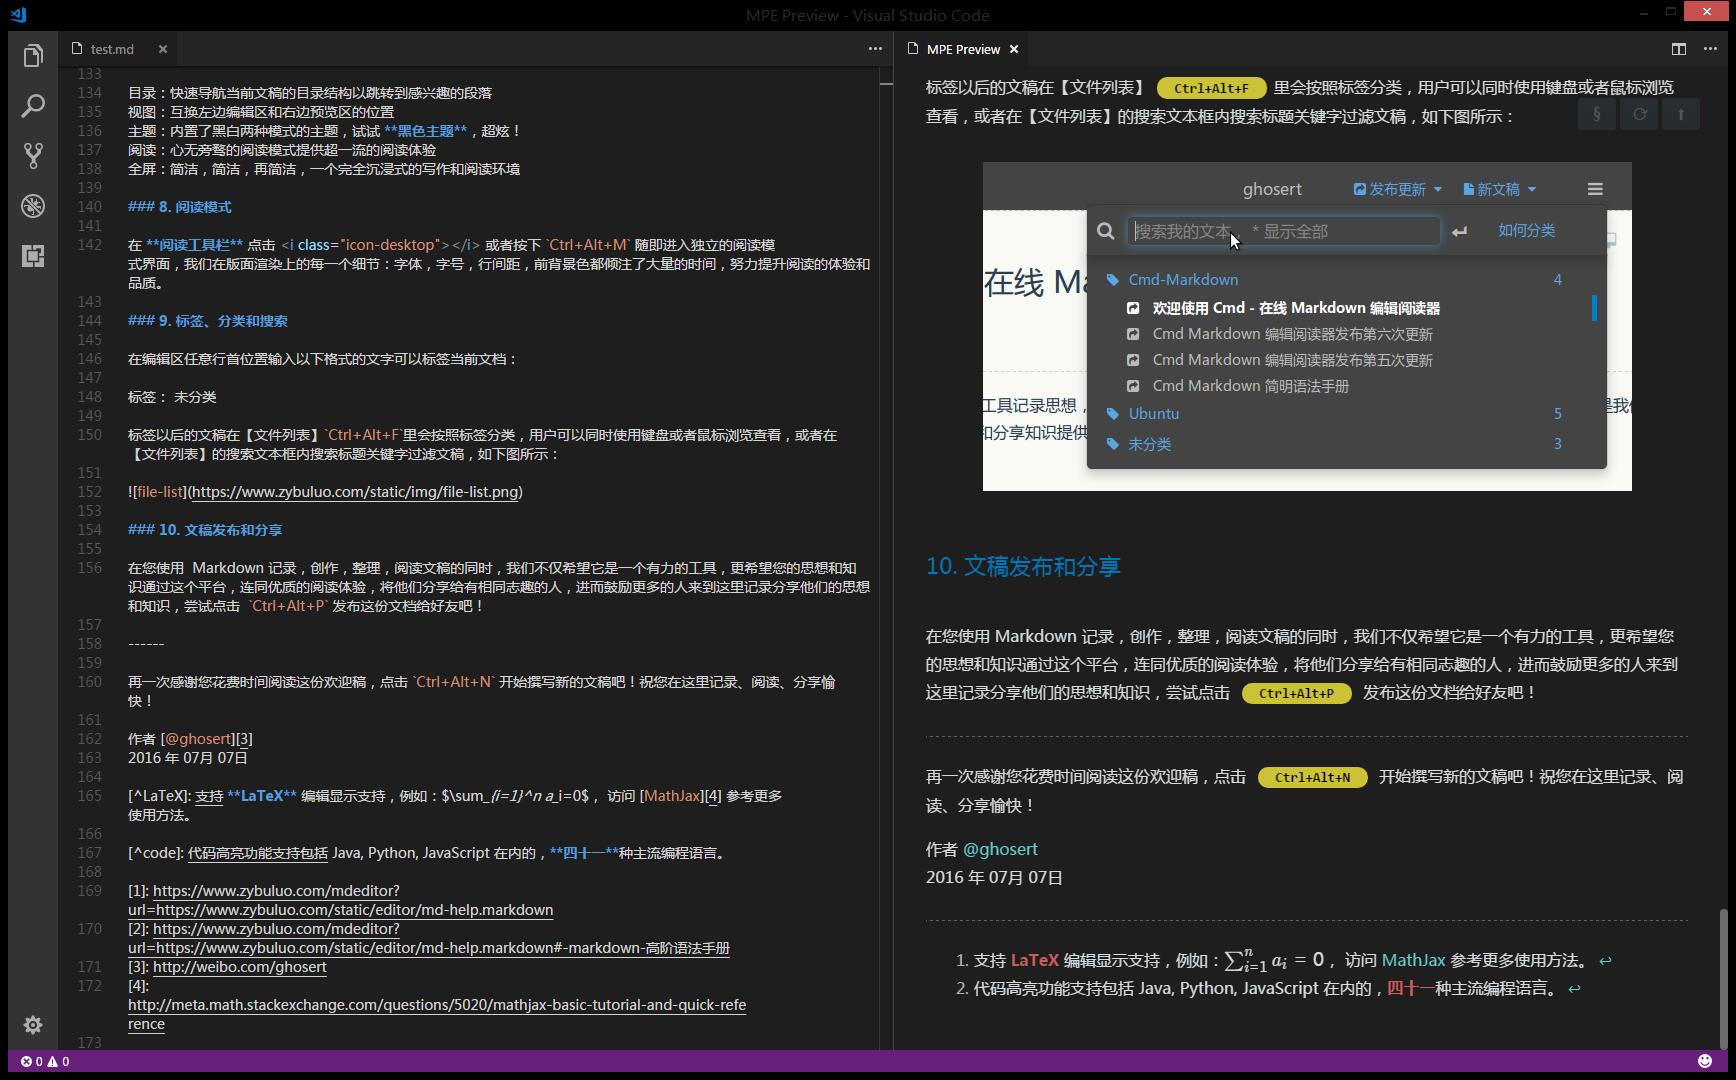 MPE Preview - Visual Studio Code
test.md
133
134 目录：快速导航当前文稿的目录结构以跳转到感兴趣的段落
135 视图：互换左边编辑区和右边预览区的位置
136 主题：内置了黑白两种模式的主题，试试 **黑色主题**，超炫！
137 阅读：心无旁骛的阅读模式提供超一流的阅读体验
138 全屏：简洁，简洁，再简洁，一个完全沉浸式的写作和阅读环境
139
140 ### 8. 阅读模式
141
142 在 **阅读工具栏** 点击 <i class="icon-desktop"></i> 或者按下 `Ctrl+Alt+M` 随即进入独立的阅读模
式界面，我们在版面渲染上的每一个细节：字体，字号，行间距，前背景色都倾注了大量的时间，努力提升阅读的体验和
品质。
143
144 ### 9. 标签、分类和搜索
145
146 在编辑区任意行首位置输入以下格式的文字可以标签当前文档：
147
148 标签： 未分类
149
150 标签以后的文稿在【文件列表】`Ctrl+Alt+F`里会按照标签分类，用户可以同时使用键盘或者鼠标浏览查看，或者在
【文件列表】的搜索文本框内搜索标题关键字过滤文稿，如下图所示：
151
152 ![file-list](https://www.zybuluo.com/static/img/file-list.png)
153
154 ### 10. 文稿发布和分享
155
156 在您使用 Markdown 记录，创作，整理，阅读文稿的同时，我们不仅希望它是一个有力的工具，更希望您的思想和知
识通过这个平台，连同优质的阅读体验，将他们分享给有相同志趣的人，进而鼓励更多的人来到这里记录分享他们的思想
和知识，尝试点击 `Ctrl+Alt+P` 发布这份文档给好友吧！
157
158 ------
159
160 再一次感谢您花费时间阅读这份欢迎稿，点击 `Ctrl+Alt+N` 开始撰写新的文稿吧！祝您在这里记录、阅读、分享愉
快！
161
162 作者 [@ghosert][3]
163 2016 年 07月 07日
164
165 [^LaTeX]: 支持 **LaTeX** 编辑显示支持，例如：$\sum_{i=1}^n a_i=0$， 访问 [MathJax][4] 参考更多
使用方法。
166
167 [^code]: 代码高亮功能支持包括 Java, Python, JavaScript 在内的，**四十一**种主流编程语言。
168
169 [1]: https://www.zybuluo.com/mdeditor?
url=https://www.zybuluo.com/static/editor/md-help.markdown
170 [2]: https://www.zybuluo.com/mdeditor?
url=https://www.zybuluo.com/static/editor/md-help.markdown#-markdown-高阶语法手册
171 [3]: http://weibo.com/ghosert
172 [4]:
http://meta.math.stackexchange.com/questions/5020/mathjax-basic-tutorial-and-quick-refe
rence
173
MPE Preview
标签以后的文稿在【文件列表】 Ctrl+Alt+F 里会按照标签分类，用户可以同时使用键盘或者鼠标浏览
查看，或者在【文件列表】的搜索文本框内搜索标题关键字过滤文稿，如下图所示：
§
ghosert 发布更新 新文稿
搜索我的文本， * 显示全部 如何分类
在线 Ma
Cmd-Markdown 4
欢迎使用 Cmd - 在线 Markdown 编辑阅读器
Cmd Markdown 编辑阅读器发布第六次更新
Cmd Markdown 编辑阅读器发布第五次更新
Cmd Markdown 简明语法手册
工具记录思想，
是我们
Ubuntu 5
和分享知识提供
未分类 3
10. 文稿发布和分享
在您使用 Markdown 记录，创作，整理，阅读文稿的同时，我们不仅希望它是一个有力的工具，更希望您
的思想和知识通过这个平台，连同优质的阅读体验，将他们分享给有相同志趣的人，进而鼓励更多的人来到
这里记录分享他们的思想和知识，尝试点击 Ctrl+Alt+P 发布这份文档给好友吧！
再一次感谢您花费时间阅读这份欢迎稿，点击 Ctrl+Alt+N 开始撰写新的文稿吧！祝您在这里记录、阅
读、分享愉快！
作者 @ghosert
2016 年 07月 07日
1. 支持 LaTeX 编辑显示支持，例如：∑ⁿᵢ₌₁ aᵢ = 0， 访问 MathJax 参考更多使用方法。 ↩
2. 代码高亮功能支持包括 Java, Python, JavaScript 在内的，四十一种主流编程语言。 ↩
0 0